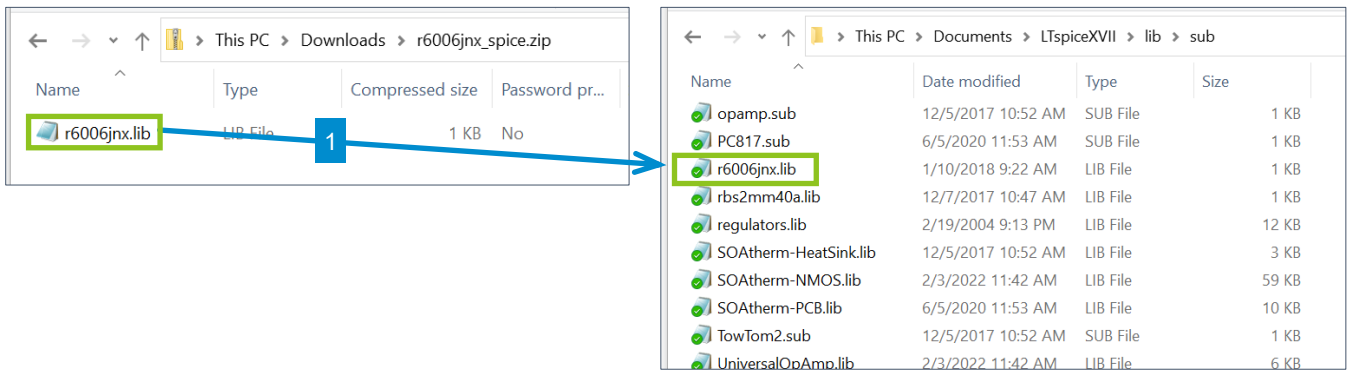 This PC > Downloads > r6006jnx_spice.zip
Name Type Compressed size Password pr...
r6006jnx.lib LIB File 1 KB No
1
This PC > Documents > LTspiceXVII > lib > sub
Name Date modified Type Size
opamp.sub 12/5/2017 10:52 AM SUB File 1 KB
PC817.sub 6/5/2020 11:53 AM SUB File 1 KB
r6006jnx.lib 1/10/2018 9:22 AM LIB File 1 KB
rbs2mm40a.lib 12/7/2017 10:47 AM LIB File 1 KB
regulators.lib 2/19/2004 9:13 PM LIB File 12 KB
SOAtherm-HeatSink.lib 12/5/2017 10:52 AM LIB File 3 KB
SOAtherm-NMOS.lib 2/3/2022 11:42 AM LIB File 59 KB
SOAtherm-PCB.lib 6/5/2020 11:53 AM LIB File 10 KB
TowTom2.sub 12/5/2017 10:52 AM SUB File 1 KB
UniversalOpAmp.lib 2/3/2022 11:42 AM LIB File 6 KB